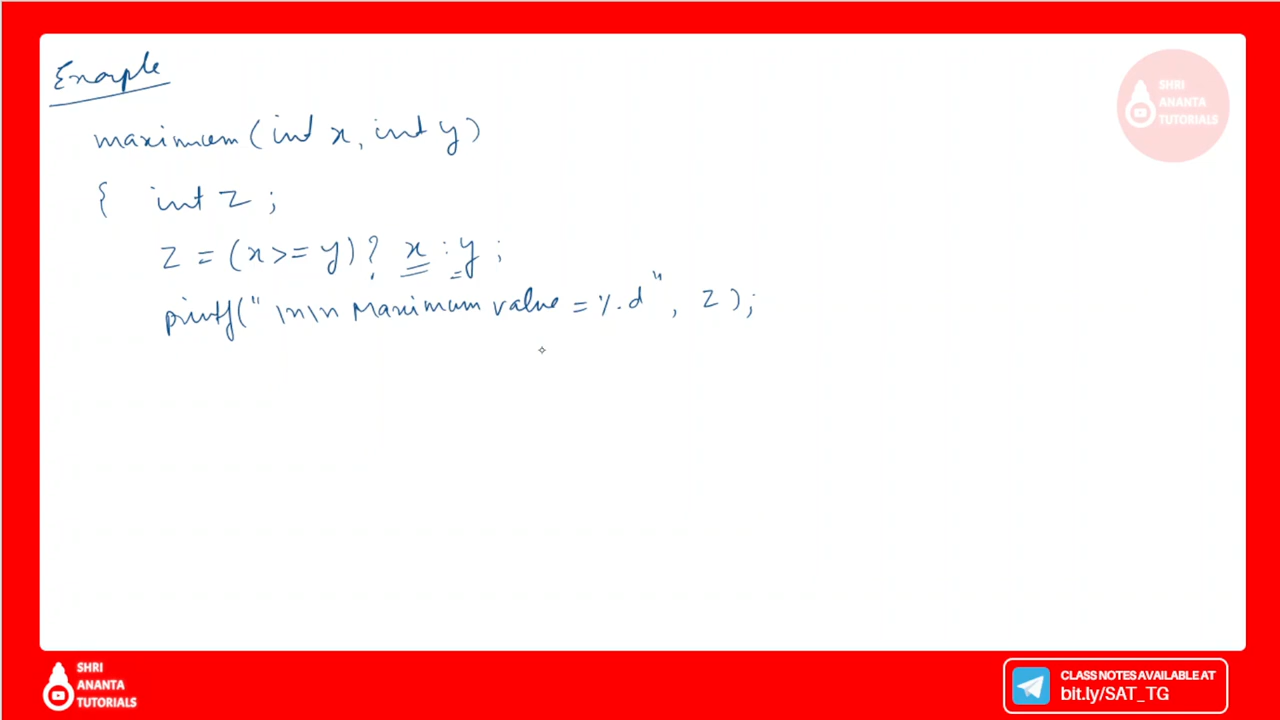 Example
maximum (int x, int y)
{ int z ;
z = (x >= y) ? x : y ;
printf(" \n\n Maximum value = %.d", z );
SHRI
ANANTA
TUTORIALS
SHRI
ANANTA
TUTORIALS
CLASS NOTES AVAILABLE AT
bit.ly/SAT_TG